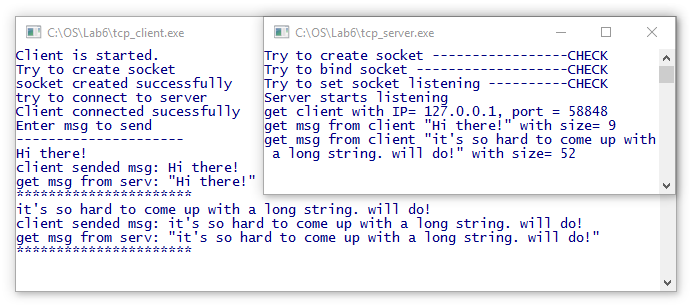 C:\OS\Lab6\tcp_client.exe
Client is started.
Try to create socket
socket created successfully
try to connect to server
Client connected sucessfully
Enter msg to send
---------------------
Hi there!
client sended msg: Hi there!
get msg from serv: "Hi there!"
^^^^^^^^^^^^^^^^^^^^^^
it's so hard to come up with a long string. will do!
client sended msg: it's so hard to come up with a long string. will do!
get msg from serv: "it's so hard to come up with a long string. will do!"
^^^^^^^^^^^^^^^^^^^^^^
C:\OS\Lab6\tcp_server.exe
Try to create socket -----------------CHECK
Try to bind socket -------------------CHECK
Try to set socket listening ----------CHECK
Server starts listening
get client with IP= 127.0.0.1, port = 58848
get msg from client "Hi there!" with size= 9
get msg from client "it's so hard to come up with
a long string. will do!" with size= 52